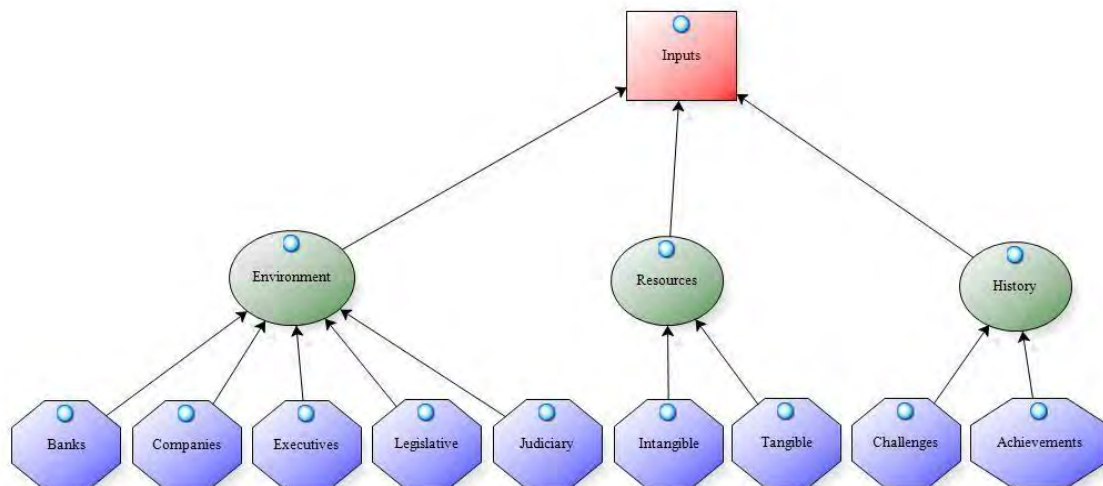 Inputs
Environment
Resources
History
Banks
Companies
Executives
Legislative
Judiciary
Intangible
Tangible
Challenges
Achievements